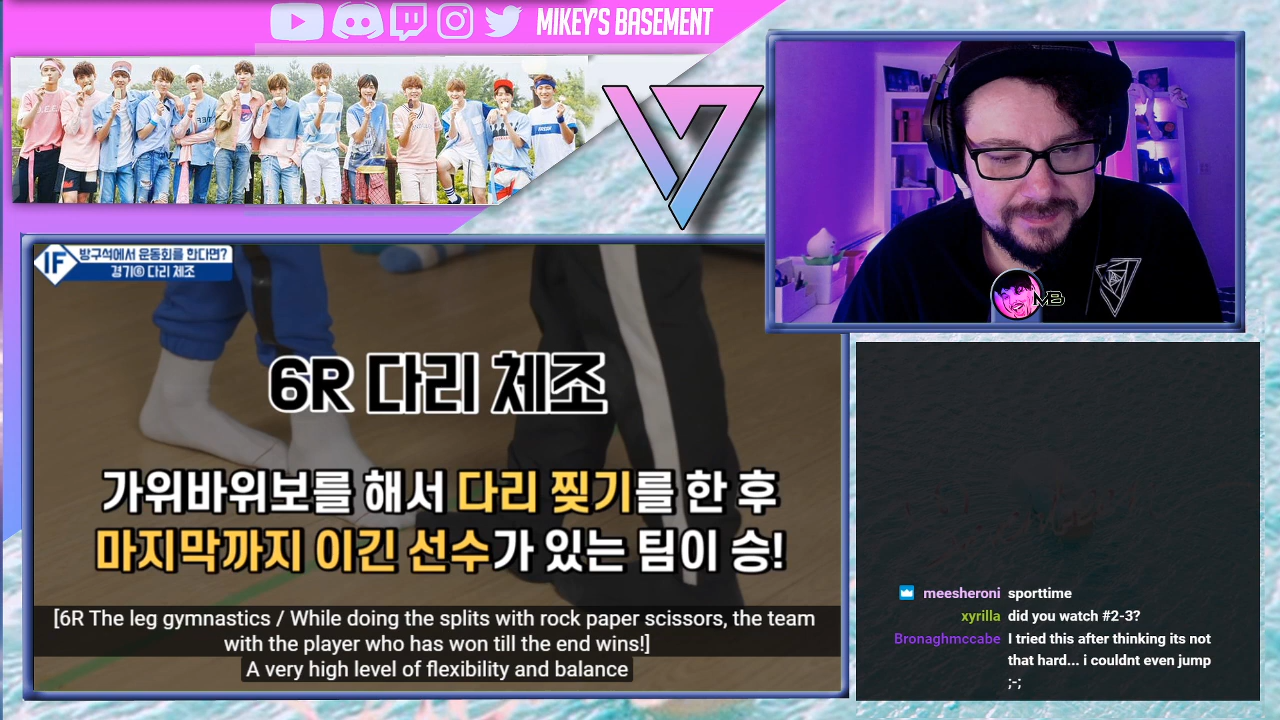 MIKEY'S BASEMENT
IF
방구석에서 운동회를 한다면?
경기⑥ 다리 체조
6R 다리 체조
가위바위보를 해서 다리 찢기를 한 후
마지막까지 이긴 선수가 있는 팀이 승!
[6R The leg gymnastics / While doing the splits with rock paper scissors, the team
with the player who has won till the end wins!]
A very high level of flexibility and balance
MB
meesheroni sporttime
xyrilla did you watch #2-3?
Bronaghmccabe I tried this after thinking its not
that hard... i couldnt even jump
;-;